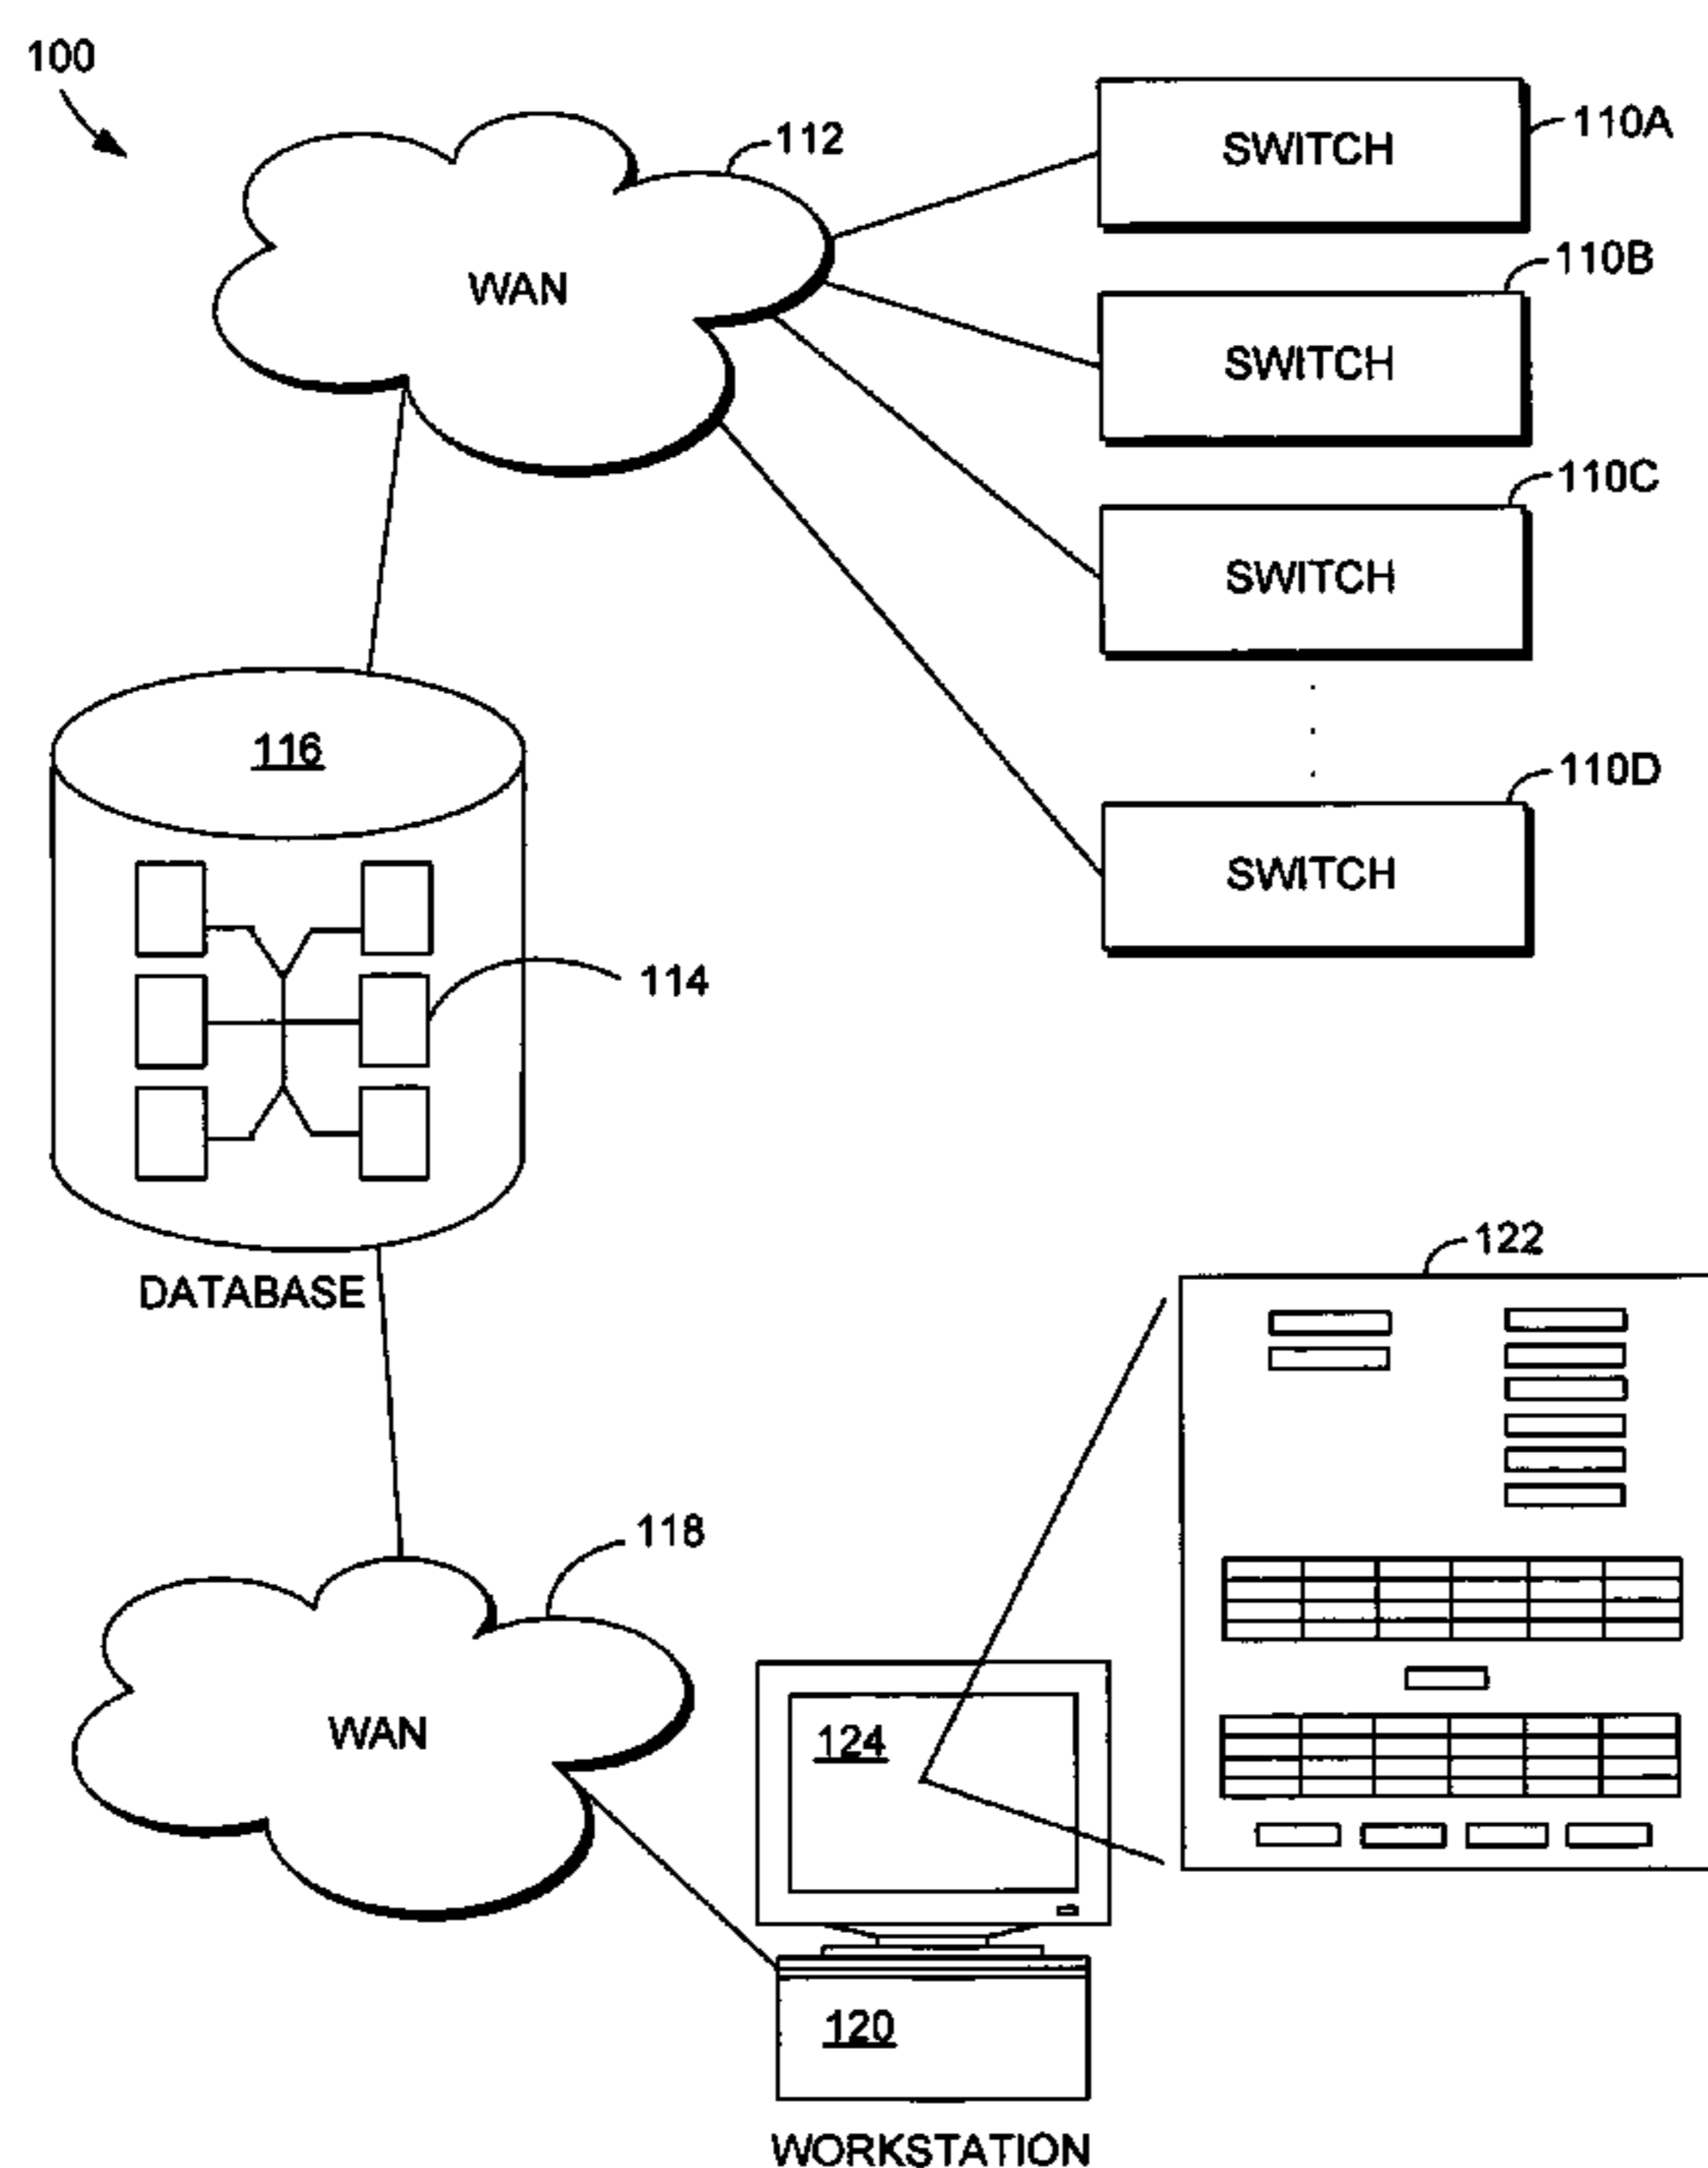 100
112
110A
SWITCH
WAN
110B
SWITCH
110C
SWITCH
116
110D
SWITCH
114
122
DATABASE
118
WAN
124
120
WORKSTATION